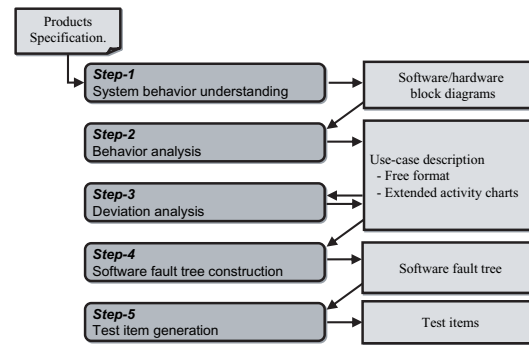 Products
Specification.
Step-1
System behavior understanding
Software/hardware
block diagrams
Step-2
Behavior analysis
Use-case description
- Free format
- Extended activity charts
Step-3
Deviation analysis
Step-4
Software fault tree construction
Software fault tree
Step-5
Test item generation
Test items